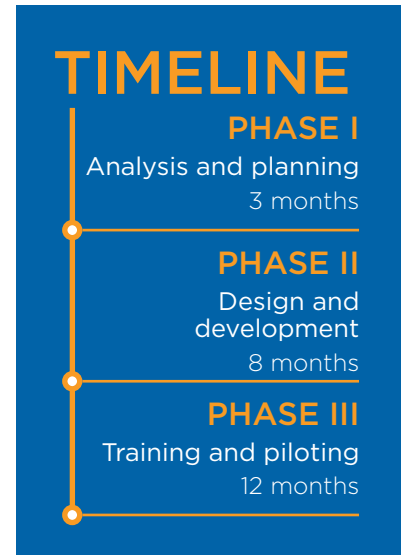 TIMELINE
PHASE I
Analysis and planning
3 months
PHASE II
Design and
development
8 months
PHASE III
Training and piloting
12 months